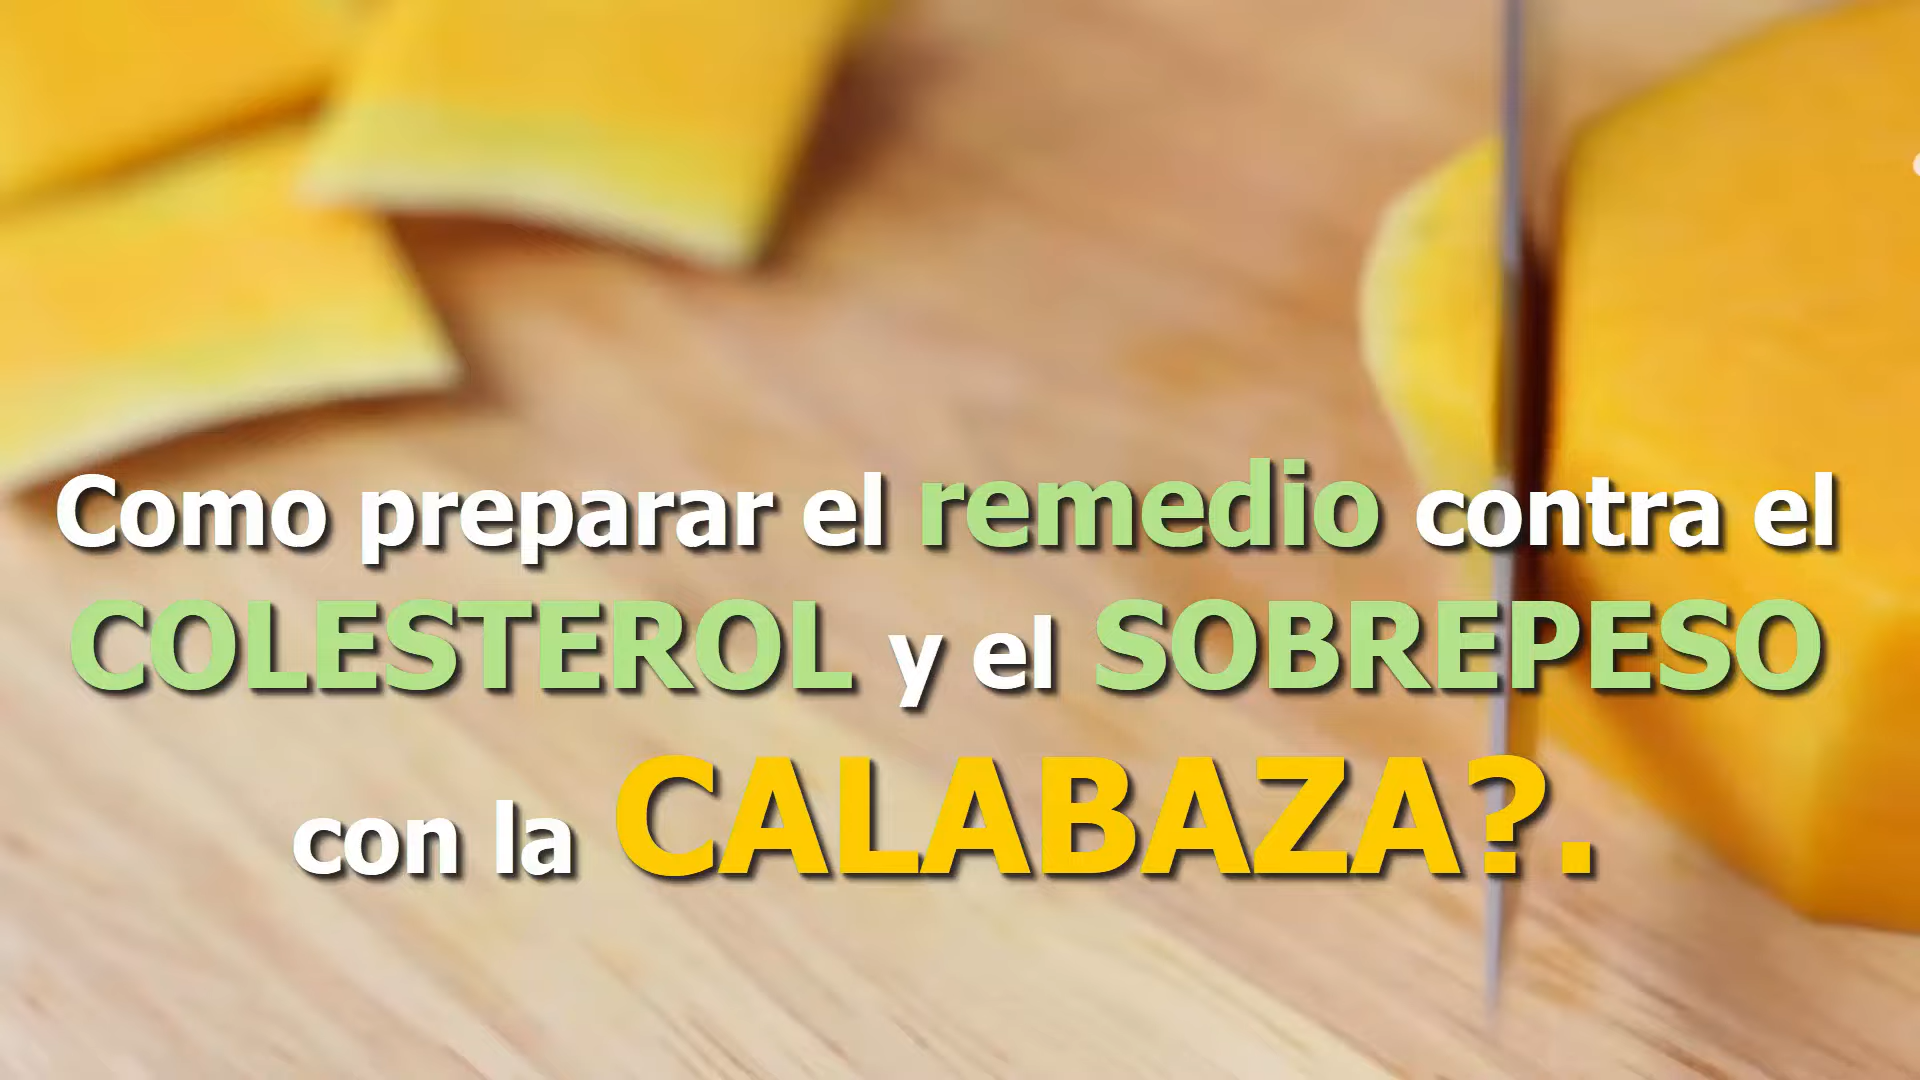 Como preparar el remedio contra el
COLESTEROL y el SOBREPESO
con la CALABAZA?.